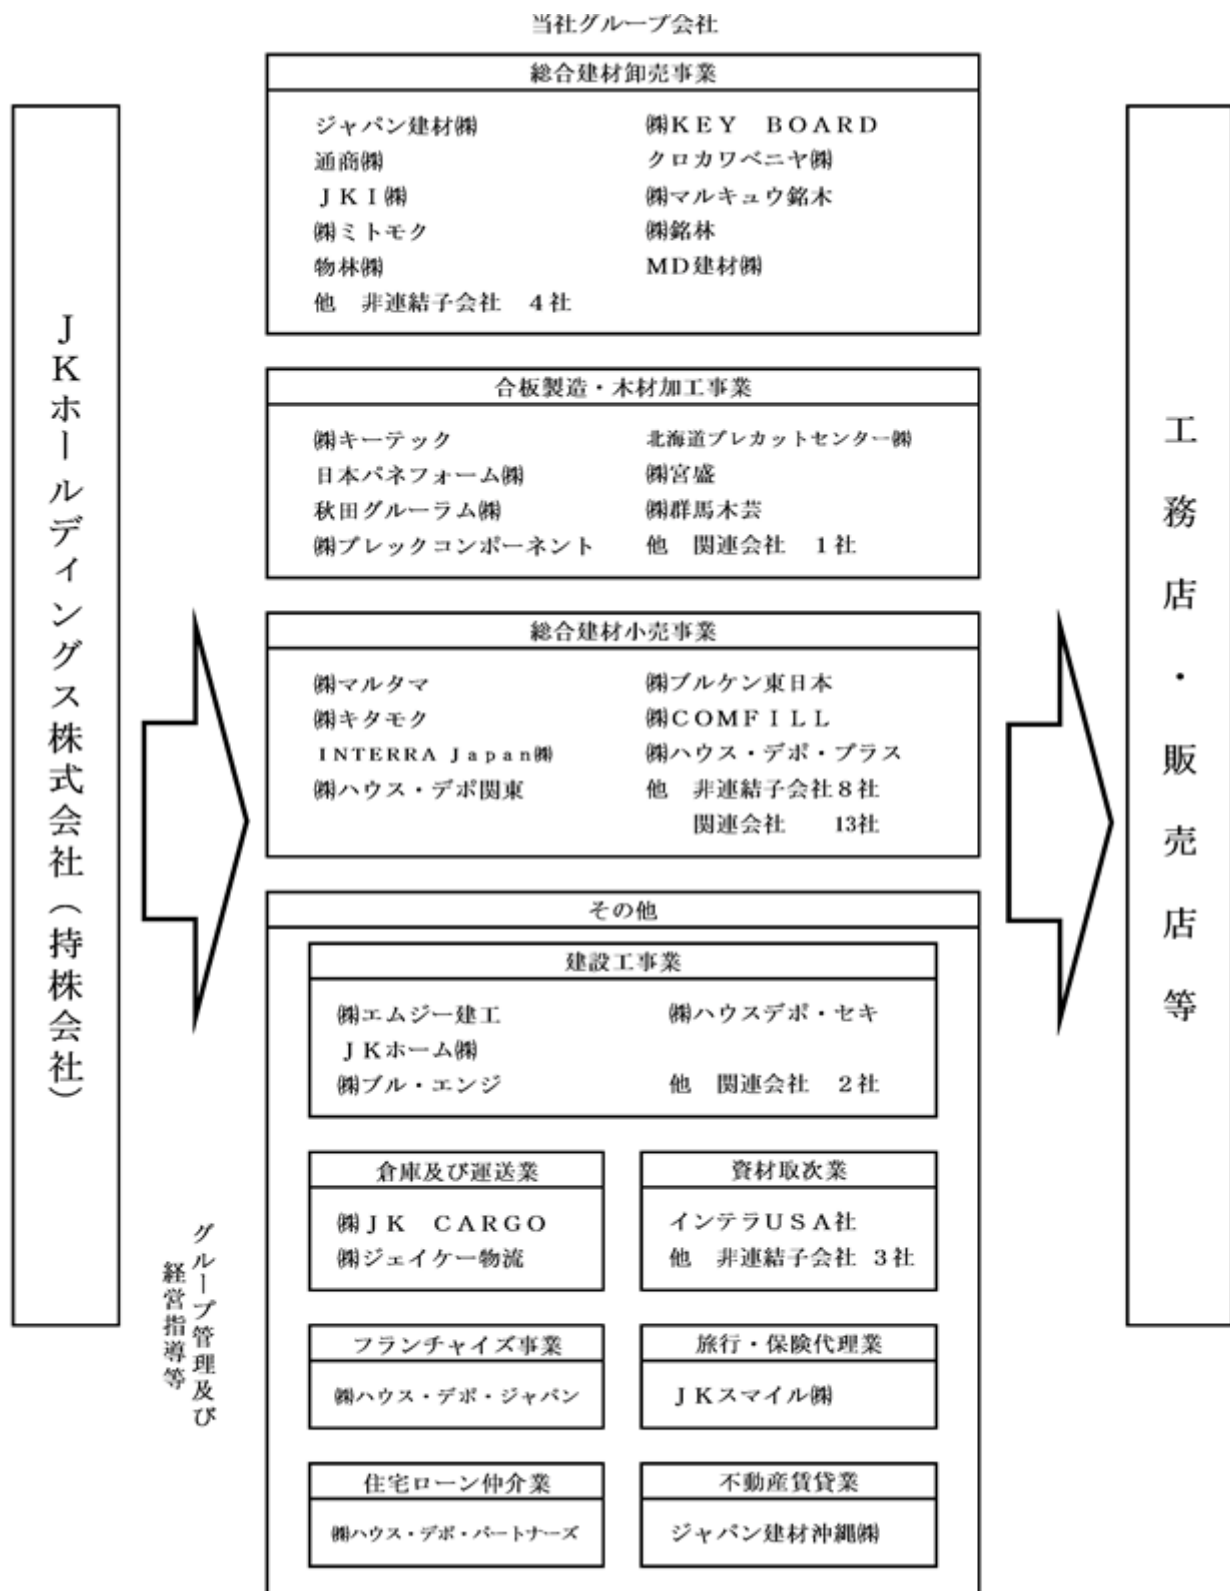 当社グループ会社
JKホールディングス株式会社（持株会社）
グループ管理及び
経営指導等
総合建材卸売事業
ジャパン建材㈱
㈱KEY BOARD
通商㈱
クロカワベニヤ㈱
JKI㈱
㈱マルキュウ銘木
㈱ミトモク
㈱銘林
物林㈱
MD建材㈱
他 非連結子会社 4社
合板製造・木材加工事業
㈱キーテック
北海道プレカットセンター㈱
日本パネフォーム㈱
㈱宮盛
秋田グルーラム㈱
㈱群馬木芸
㈱プレックコンポーネント
他 関連会社 1社
総合建材小売事業
㈱マルタマ
㈱ブルケン東日本
㈱キタモク
㈱COMFILL
INTERRA Japan㈱
㈱ハウス・デポ・プラス
㈱ハウス・デポ関東
他 非連結子会社8社
関連会社 13社
その他
建設工事業
㈱エムジー建工
㈱ハウスデポ・セキ
JKホーム㈱
㈱ブル・エンジ
他 関連会社 2社
倉庫及び運送業
㈱JK CARGO
㈱ジェイケー物流
資材取次業
インテラUSA社
他 非連結子会社 3社
フランチャイズ事業
㈱ハウス・デポ・ジャパン
旅行・保険代理業
JKスマイル㈱
住宅ローン仲介業
㈱ハウス・デポ・パートナーズ
不動産賃貸業
ジャパン建材沖縄㈱
工務店・販売店等